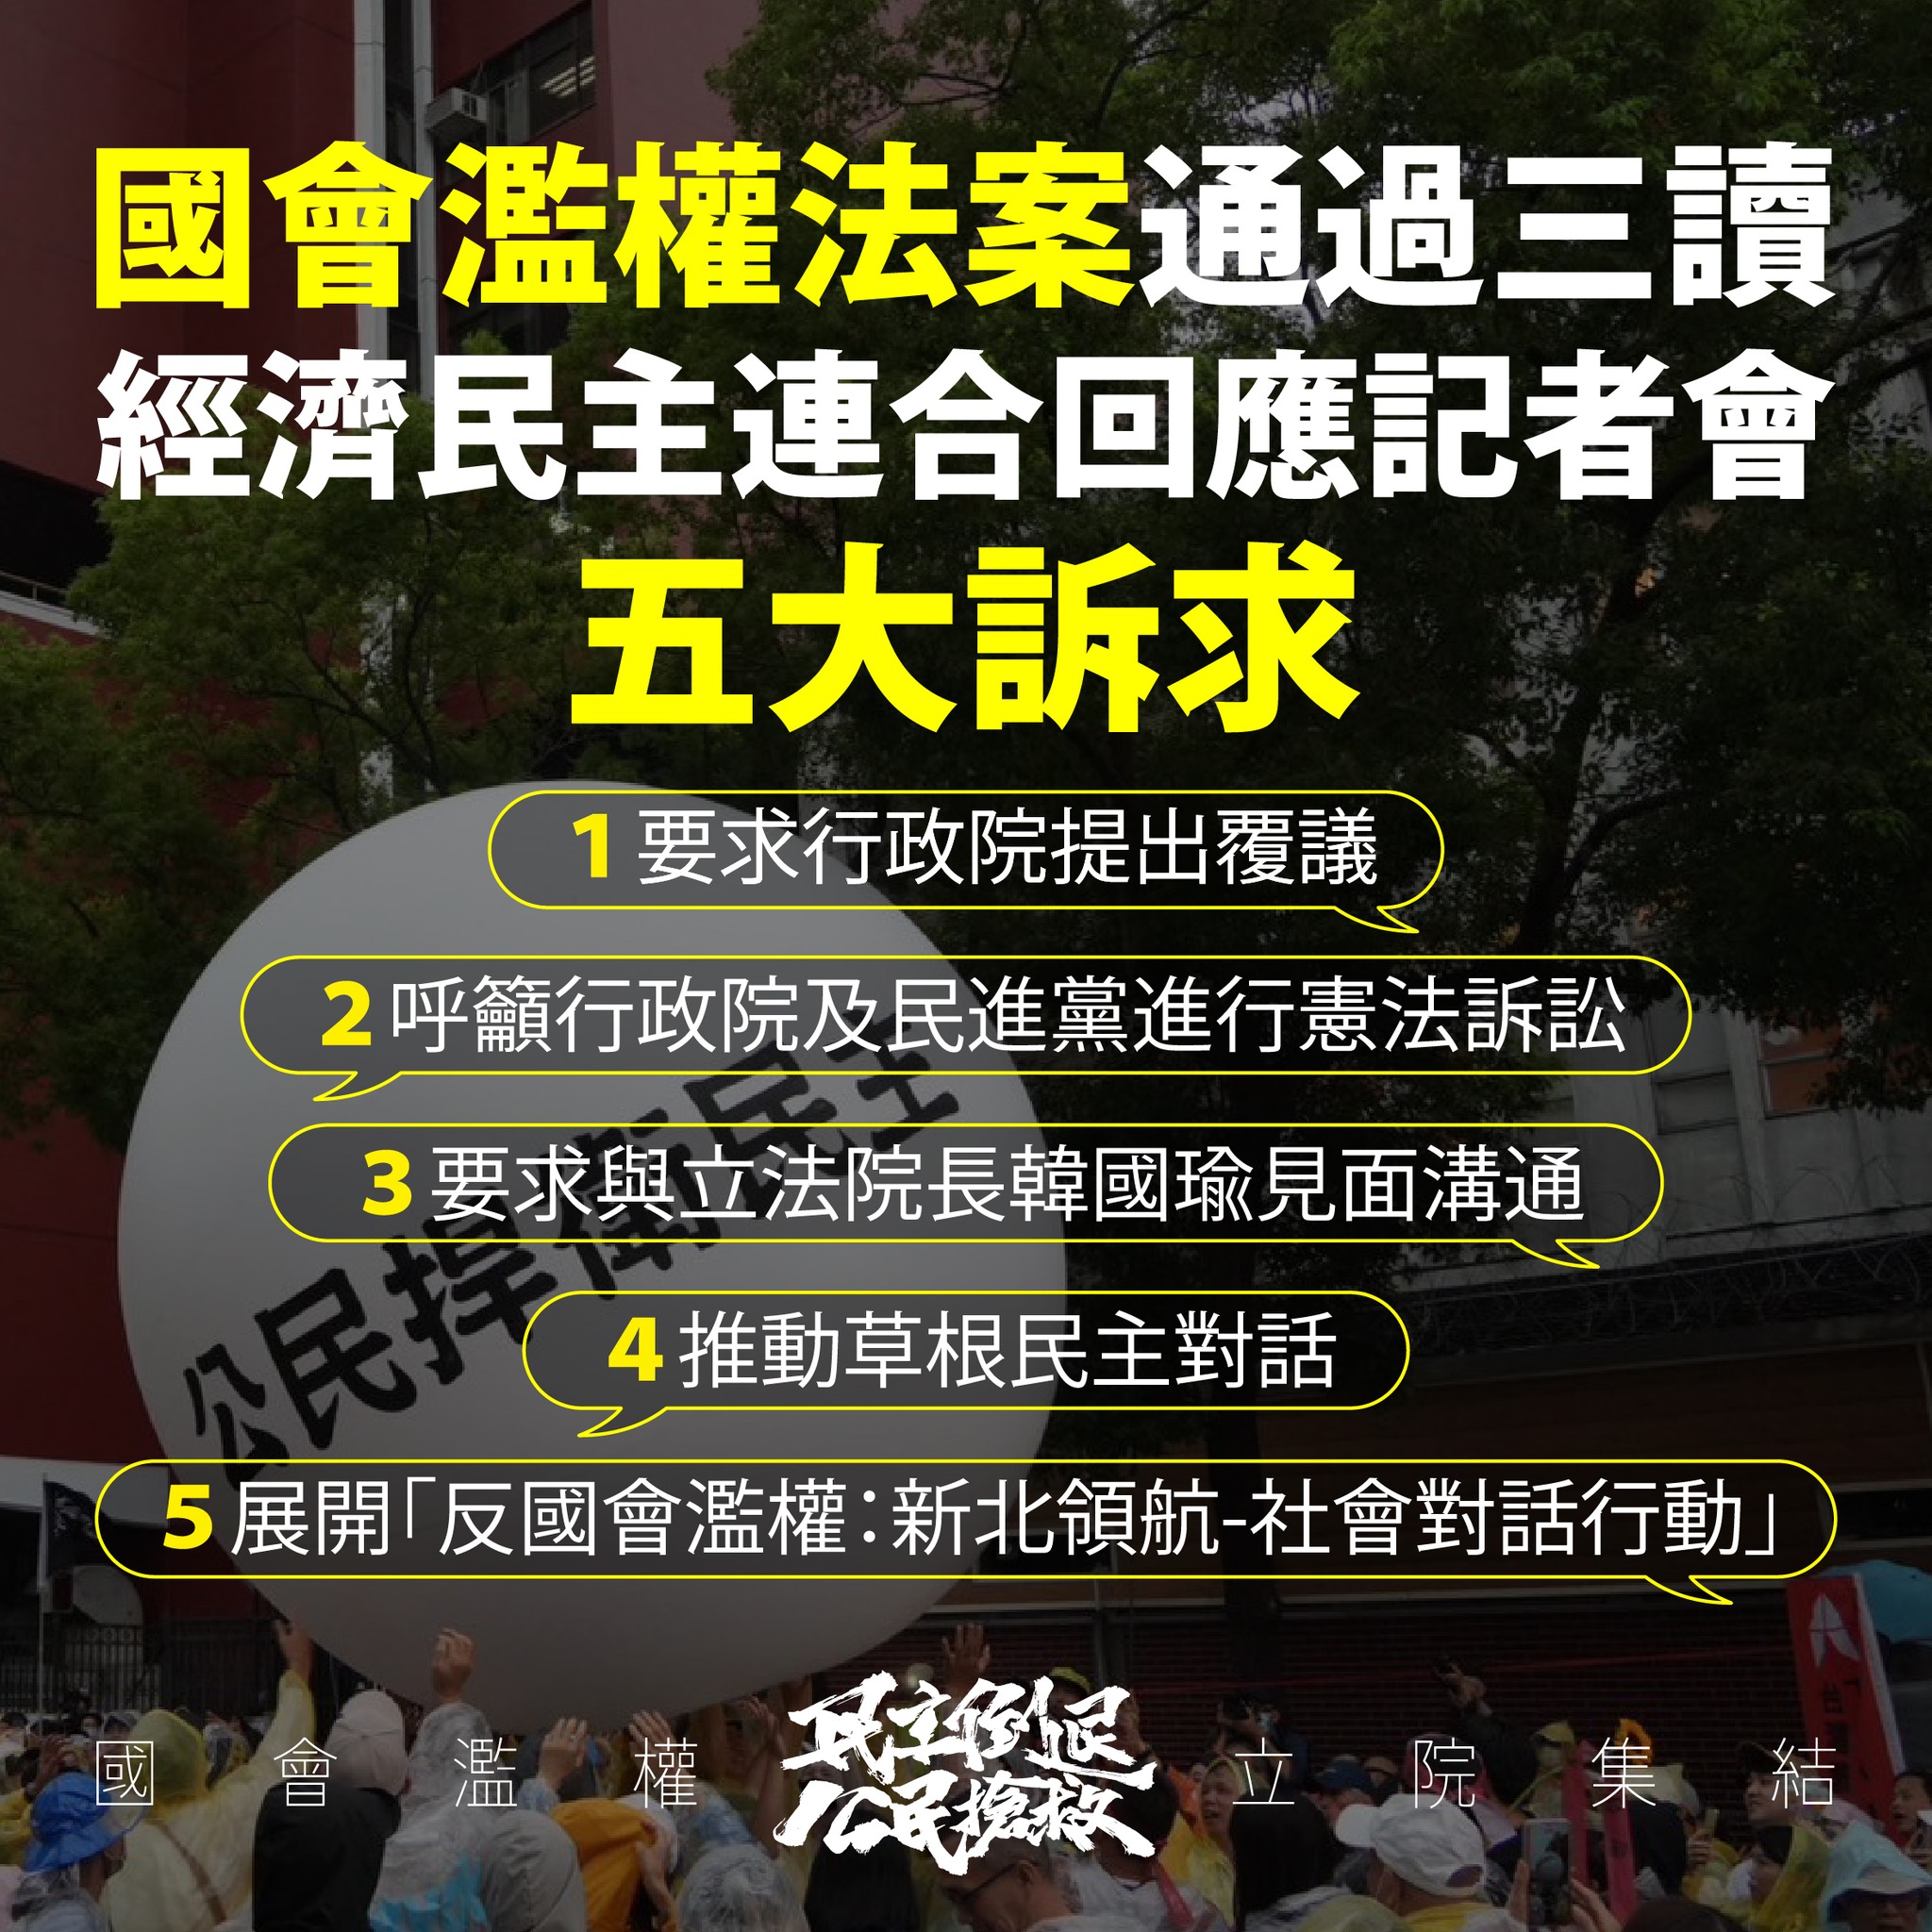 國會濫權法案通過三讀
經濟民主連合回應記者會
五大訴求
1 要求行政院提出覆議
2 呼籲行政院及民進黨進行憲法訴訟
3 要求與立法院長韓國瑜見面溝通
公民捍衛民主
4 推動草根民主對話
5 展開「反國會濫權：新北領航-社會對話行動」
民主倒退
國會濫權 立院集結
公民搶救